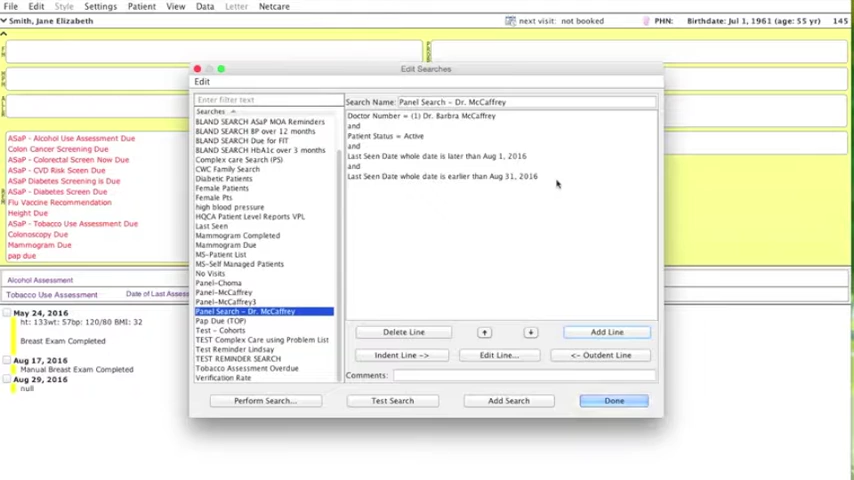 File Edit Style Settings Patient View Data Letter Netcare
Smith, Jane Elizabeth next visit: not booked PHN: Birthdate: Jul 1, 1961 (age: 55 yr) 145
Edit Searches
Edit
Enter filter text
Searches
BLAND SEARCH ASaP MOA Reminders
BLAND SEARCH BP over 12 months
BLAND SEARCH Due for FIT
BLAND SEARCH HbA1c over 3 months
Complex care Search (PS)
CWC Family Search
Diabetic Patients
Female Patients
Female Pts
high blood pressure
HQCA Patient Level Reports VPL
Last Seen
Mammogram Completed
Mammogram Due
MS-Patient List
MS-Self Managed Patients
No Visits
Panel-Choma
Panel-McCaffrey
Panel-McCaffrey3
Panel Search - Dr. McCaffrey
Pap Due (TOP)
Test - Cohorts
TEST Complex Care using Problem List
Test Reminder Lindsay
TEST REMINDER SEARCH
Tobacco Assessment Overdue
Verification Rate
Search Name: Panel Search - Dr. McCaffrey
Doctor Number = (1) Dr. Barbra McCaffrey
and
Patient Status = Active
and
Last Seen Date whole date is later than Aug 1, 2016
and
Last Seen Date whole date is earlier than Aug 31, 2016
Delete Line Add Line
Indent Line -> Edit Line... <- Outdent Line
Comments:
Perform Search... Test Search Add Search Done
ASaP - Alcohol Use Assessment Due
Colon Cancer Screening Due
ASaP - Colorectal Screen Now Due
ASaP - CVD Risk Sceen Due
ASaP Diabetes Screening is Due
ASaP - Diabetes Screen Due
Flu Vaccine Recommendation
Height Due
ASaP - Tobacco Use Assessment Due
Colonoscopy Due
Mammogram Due
pap due
Alcohol Assessment
Tobacco Use Assessment Date of Last Assess
May 24, 2016
ht: 133wt: 57bp: 120/80 BMI: 32
Breast Exam Completed
Aug 17, 2016
Manual Breast Exam Completed
Aug 29, 2016
null